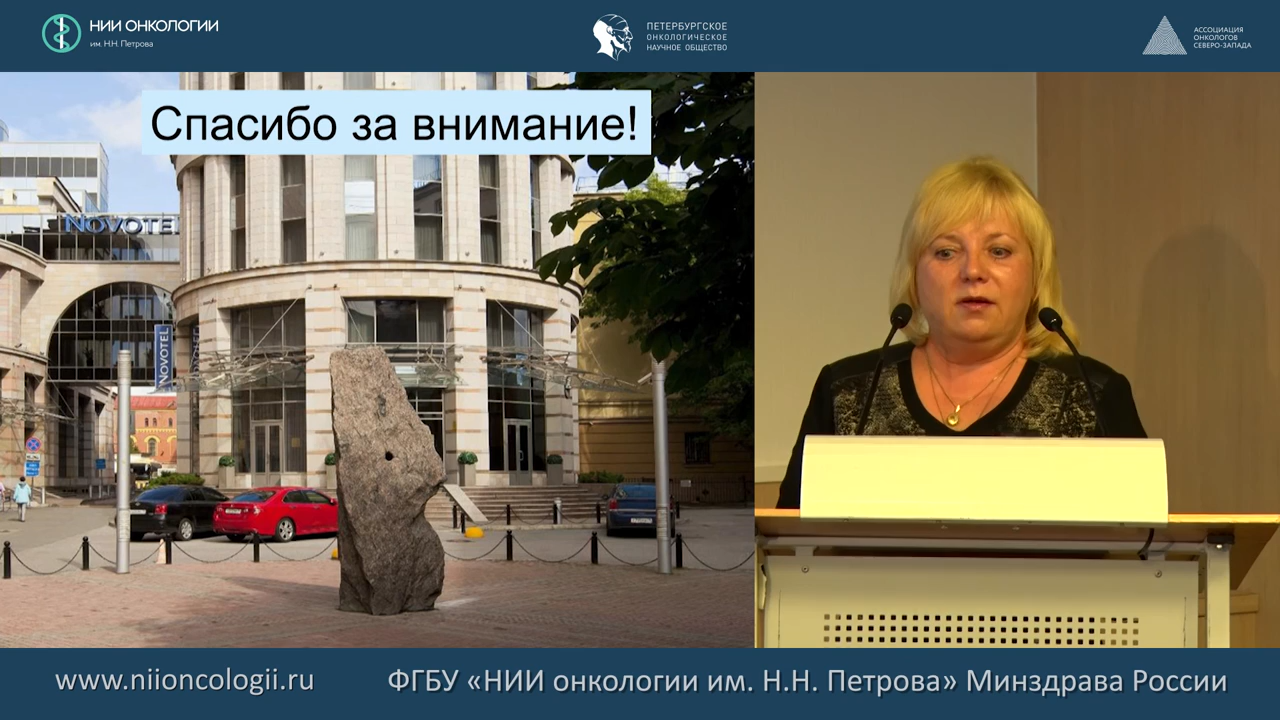 НИИ ОНКОЛОГИИ
им. Н.Н. Петрова
ПЕТЕРБУРГСКОЕ
ОНКОЛОГИЧЕСКОЕ
НАУЧНОЕ ОБЩЕСТВО
АССОЦИАЦИЯ
ОНКОЛОГОВ
СЕВЕРО-ЗАПАДА
Спасибо за внимание!
NOVOTEL
NOVOTEL
www.niioncologii.ru
ФГБУ «НИИ онкологии им. Н.Н. Петрова» Минздрава России